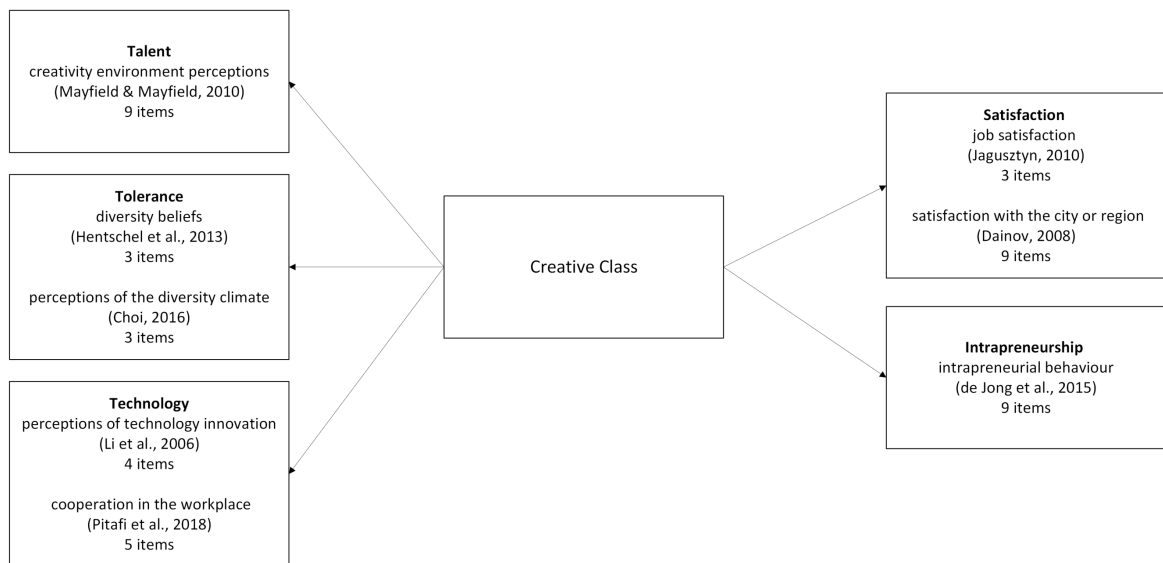 Talent
creativity environment perceptions
(Mayfield & Mayfield, 2010)
9 items
Tolerance
diversity beliefs
(Hentschel et al., 2013)
3 items
perceptions of the diversity climate
(Choi, 2016)
3 items
Technology
perceptions of technology innovation
(Li et al., 2006)
4 items
cooperation in the workplace
(Pitafi et al., 2018)
5 items
Creative Class
Satisfaction
job satisfaction
(Jagusztyn, 2010)
3 items
satisfaction with the city or region
(Dainov, 2008)
9 items
Intrapreneurship
intrapreneurial behaviour
(de Jong et al., 2015)
9 items